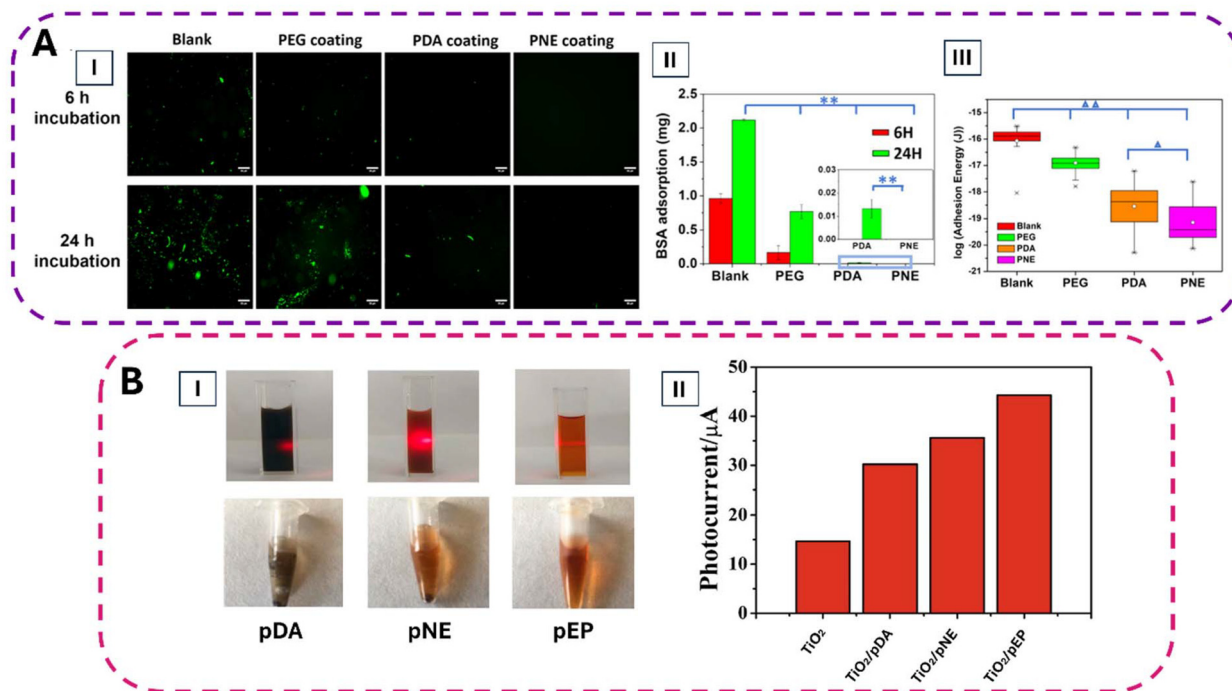 A
I
Blank PEG coating PDA coating PNE coating
6 h
incubation
24 h
incubation
II
BSA adsorption (mg)
2.5
2.0
1.5
1.0
0.5
0.0
**
6H
24H
0.03
0.02
0.01
0.00
**
PDA PNE
Blank PEG PDA PNE
III
log (Adhesion Energy (J))
-15
-16
-17
-18
-19
-20
-21
Δ Δ
Δ
Blank
PEG
PDA
PNE
Blank PEG PDA PNE
B
I
pDA pNE pEP
II
Photocurrent/μA
50
40
30
20
10
0
TiO₂
TiO₂/pDA
TiO₂/pNE
TiO₂/pEP